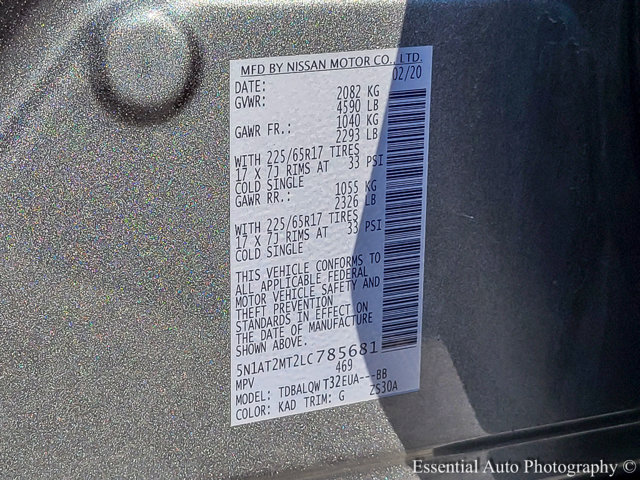 MFD BY NISSAN MOTOR CO., LTD.
DATE: 02/20
GVWR: 2082 KG
4590 LB
GAWR FR.: 1040 KG
2293 LB
WITH 225/65R17 TIRES
17 X 7J RIMS AT 33 PSI
COLD SINGLE
GAWR RR.: 1055 KG
2326 LB
WITH 225/65R17 TIRES
17 X 7J RIMS AT 33 PSI
COLD SINGLE
THIS VEHICLE CONFORMS TO
ALL APPLICABLE FEDERAL
MOTOR VEHICLE SAFETY AND
THEFT PREVENTION
STANDARDS IN EFFECT ON
THE DATE OF MANUFACTURE
SHOWN ABOVE.
5N1AT2MT2LC785681
MPV 469
MODEL: TDBALQW T32EUA---BB
COLOR: KAD TRIM: G ZS30A
Essential Auto Photography ©